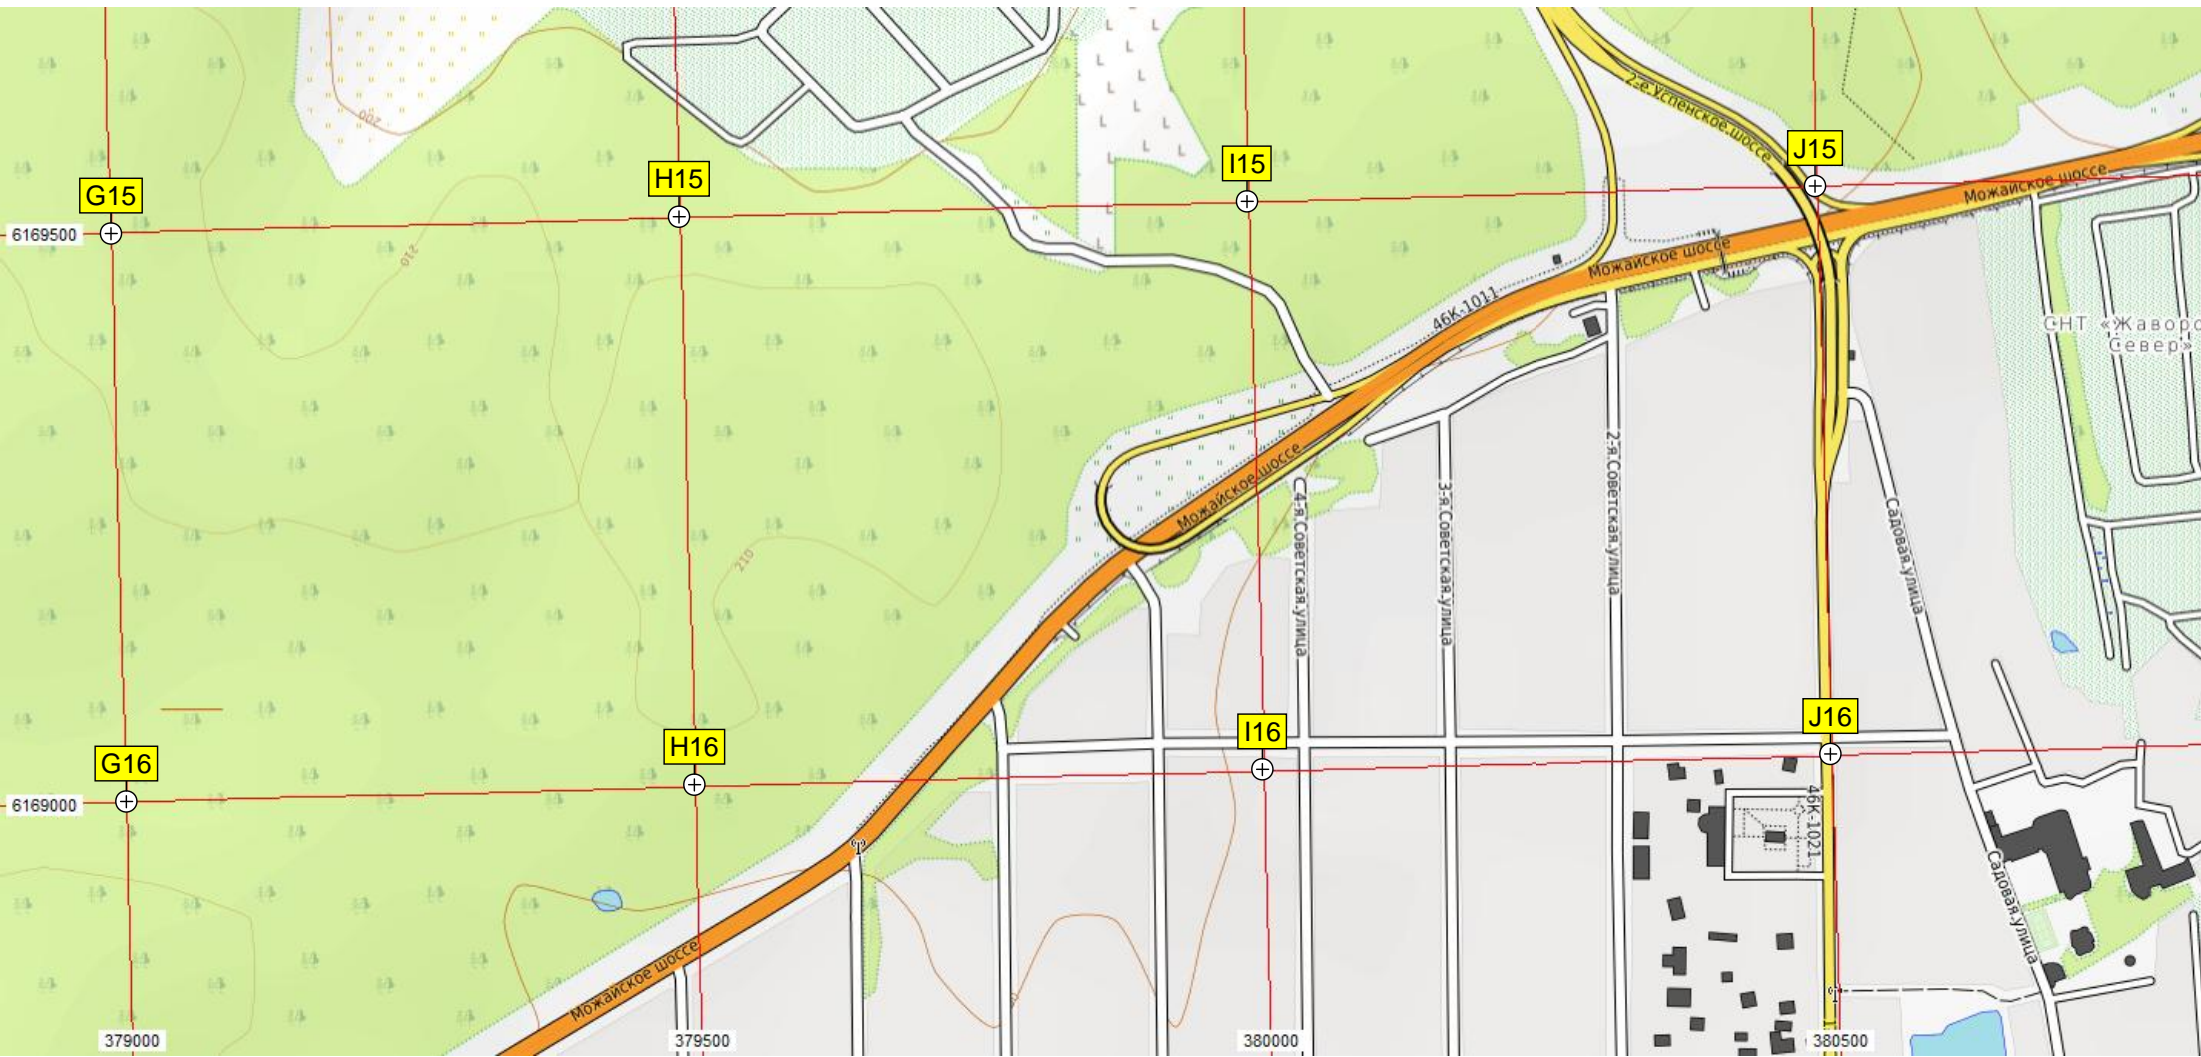 200
2-е Успенское шоссе
J15
I15
H15
G15
Можайское шоссе
6169500
210
Можайское шоссе
46К-1011
СНТ «Жаворо
Север»
Можайское шоссе
С 4-я Советская улица
3-я Советская улица
2-я Советская улица
Садовая улица
210
J16
I16
H16
G16
6169000
46К-1021
Садовая улица
Можайское шоссе
379000
379500
380000
380500